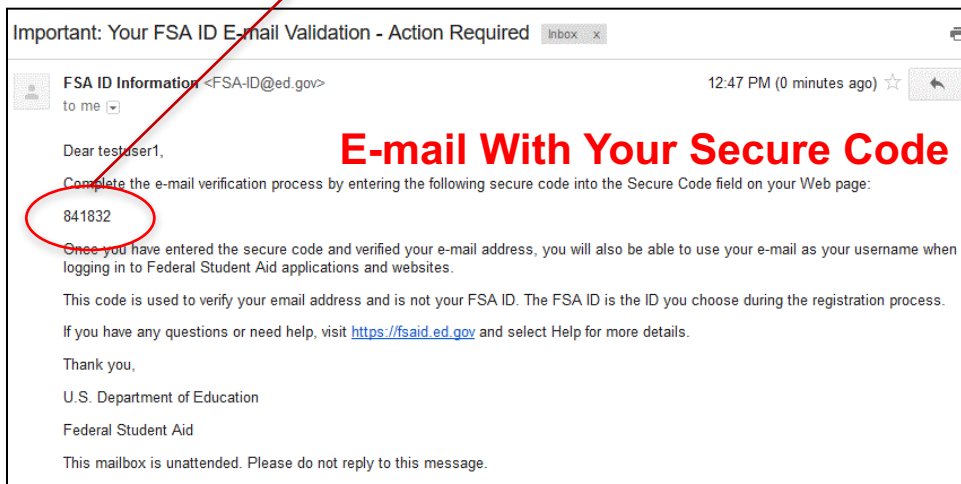 Important: Your FSA ID E-mail Validation - Action Required Inbox x
FSA ID Information <FSA-ID@ed.gov> 12:47 PM (0 minutes ago)
to me
Dear testuser1,
E-mail With Your Secure Code
Complete the e-mail verification process by entering the following secure code into the Secure Code field on your Web page:
841832
Once you have entered the secure code and verified your e-mail address, you will also be able to use your e-mail as your username when
logging in to Federal Student Aid applications and websites.
This code is used to verify your email address and is not your FSA ID. The FSA ID is the ID you choose during the registration process.
If you have any questions or need help, visit https://fsaid.ed.gov and select Help for more details.
Thank you,
U.S. Department of Education
Federal Student Aid
This mailbox is unattended. Please do not reply to this message.